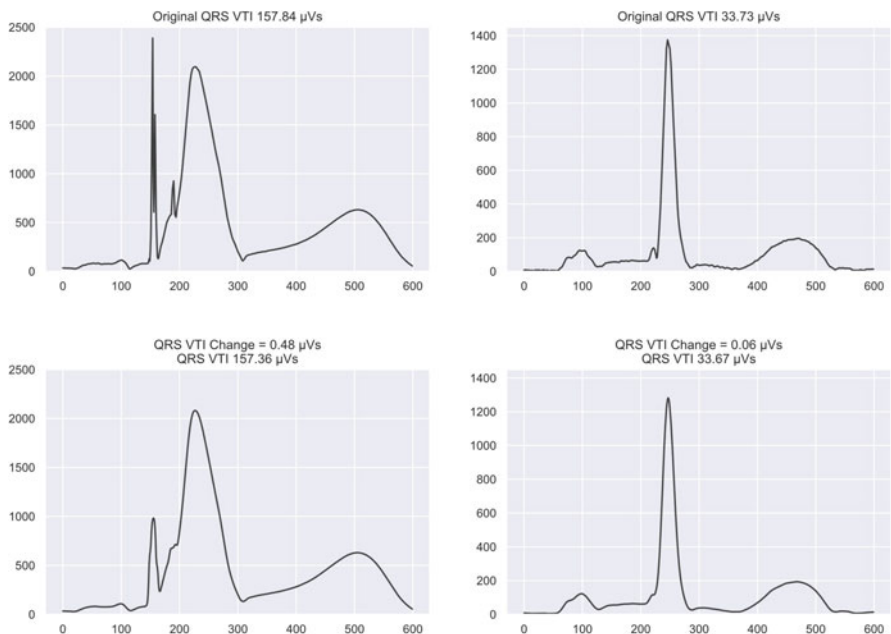 Original QRS VTI 157.84 µVs
2500
2000
1500
1000
500
0
0 100 200 300 400 500 600
Original QRS VTI 33.73 µVs
1400
1200
1000
800
600
400
200
0
0 100 200 300 400 500 600
QRS VTI Change = 0.48 µVs
QRS VTI 157.36 µVs
2500
2000
1500
1000
500
0
0 100 200 300 400 500 600
QRS VTI Change = 0.06 µVs
QRS VTI 33.67 µVs
1400
1200
1000
800
600
400
200
0
0 100 200 300 400 500 600